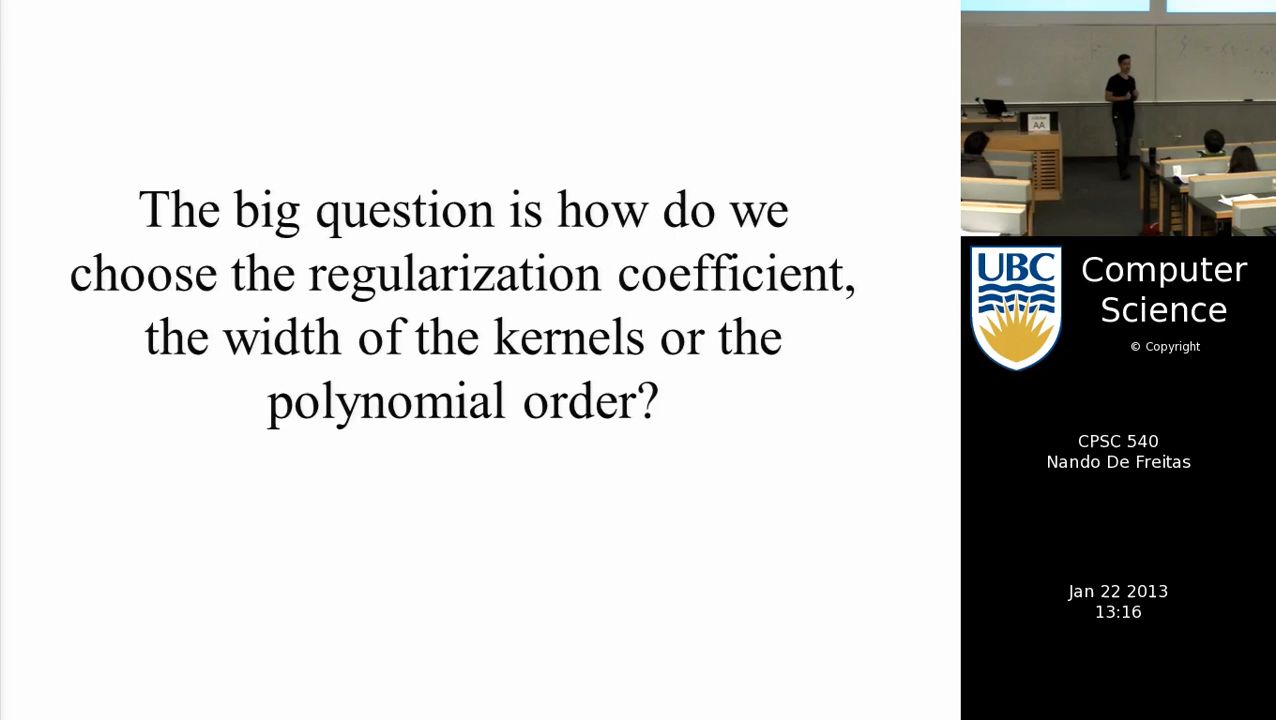 The big question is how do we
choose the regularization coefficient,
the width of the kernels or the
polynomial order?
AA
UBC
Computer
Science
© Copyright
CPSC 540
Nando De Freitas
Jan 22 2013
13:16